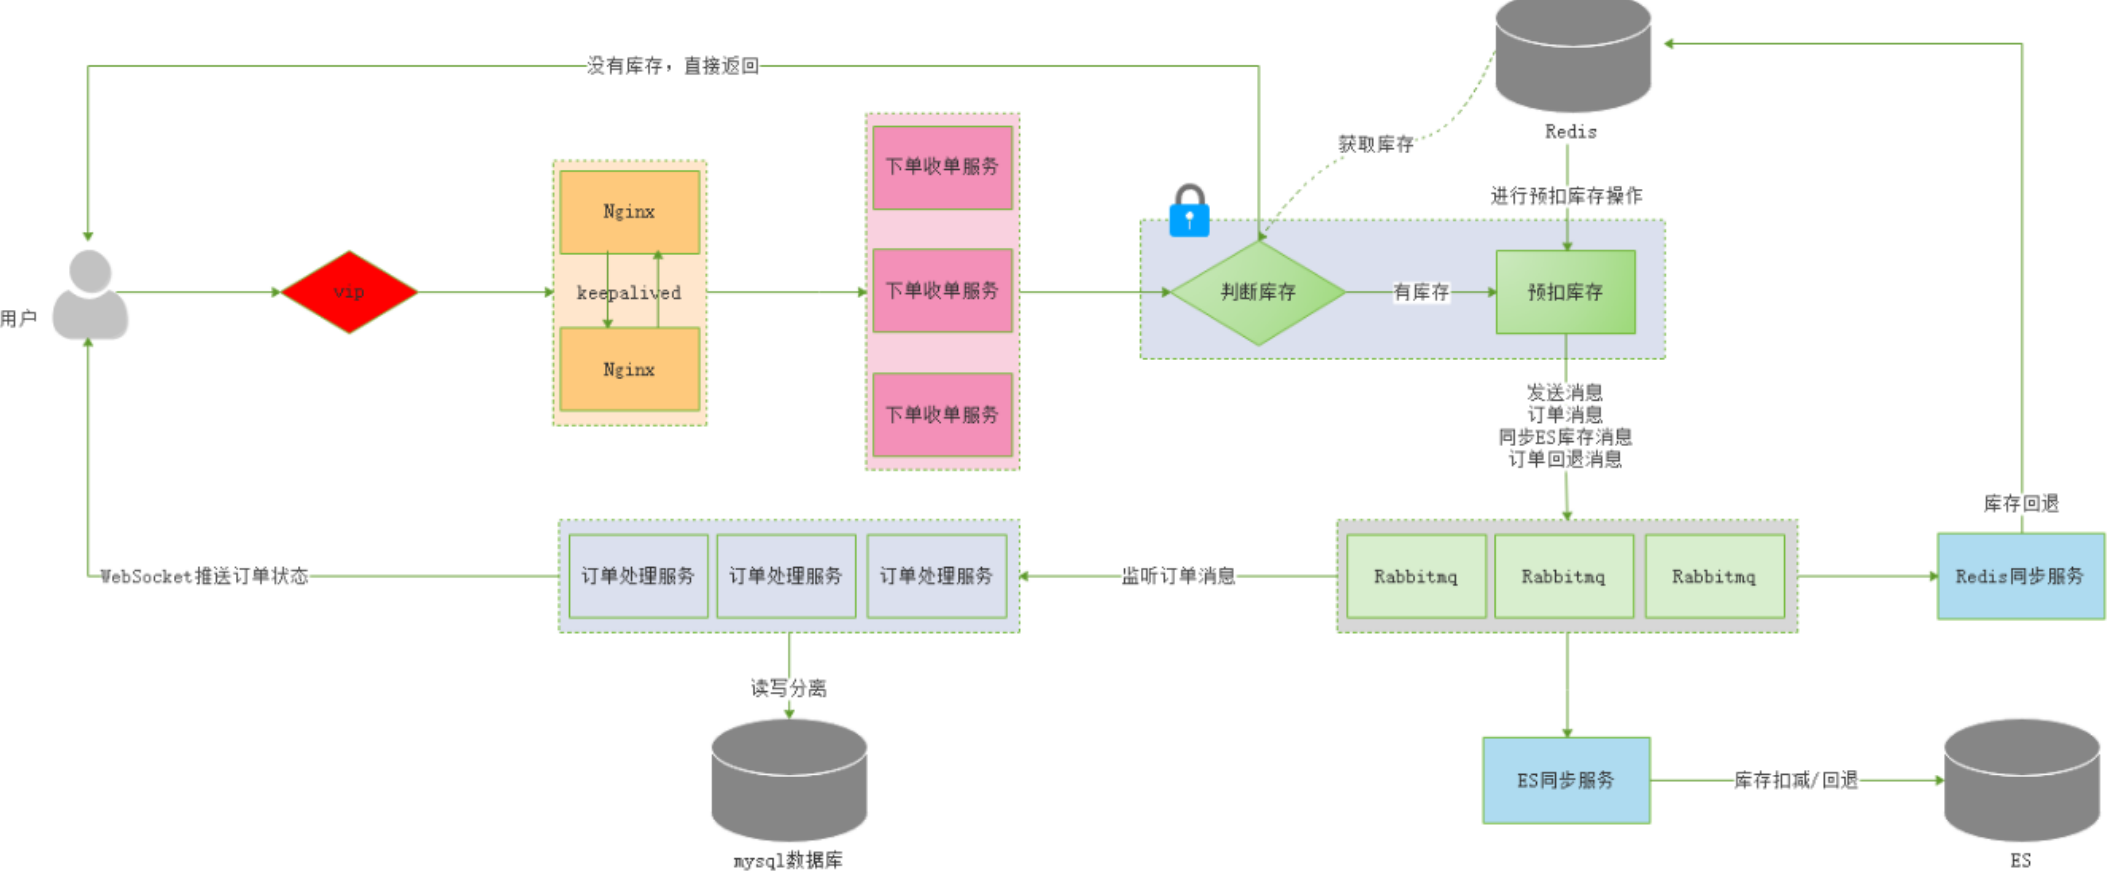 没有库存，直接返回
Redis
获取库存
进行预扣库存操作
用户
vip
Nginx
keepalived
Nginx
下单收单服务
下单收单服务
下单收单服务
判断库存
有库存
预扣库存
发送消息
订单消息
同步ES库存消息
订单回退消息
库存回退
WebSocket推送订单状态
订单处理服务
订单处理服务
订单处理服务
监听订单消息
Rabbitmq
Rabbitmq
Rabbitmq
Redis同步服务
读写分离
mysql数据库
ES同步服务
库存扣减/回退
ES